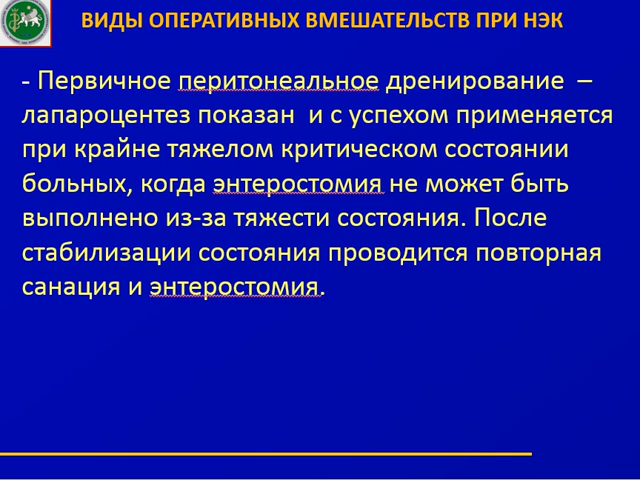 ВИДЫ ОПЕРАТИВНЫХ ВМЕШАТЕЛЬСТВ ПРИ НЭК
- Первичное перитонеальное дренирование –
лапароцентез показан и с успехом применяется
при крайне тяжелом критическом состоянии
больных, когда энтеростомия не может быть
выполнено из-за тяжести состояния. После
стабилизации состояния проводится повторная
санация и энтеростомия.